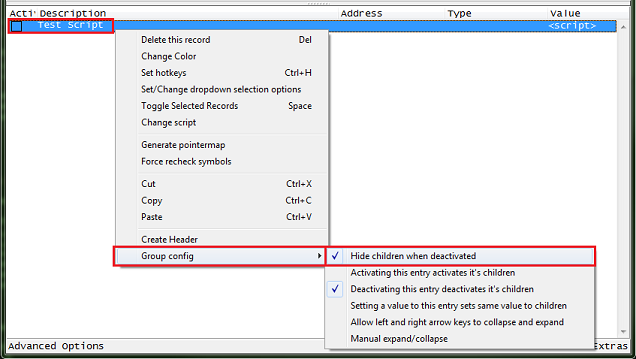 Acti Description Address Type Value
Test Script <script>
Delete this record Del
Change Color
Set hotkeys Ctrl+H
Set/Change dropdown selection options
Toggle Selected Records Space
Change script
Generate pointermap
Force recheck symbols
Cut Ctrl+X
Copy Ctrl+C
Paste Ctrl+V
Create Header
Group config
Hide children when deactivated
Activating this entry activates it's children
Deactivating this entry deactivates it's children
Setting a value to this entry sets same value to children
Allow left and right arrow keys to collapse and expand
Manual expand/collapse
Advanced Options Extras